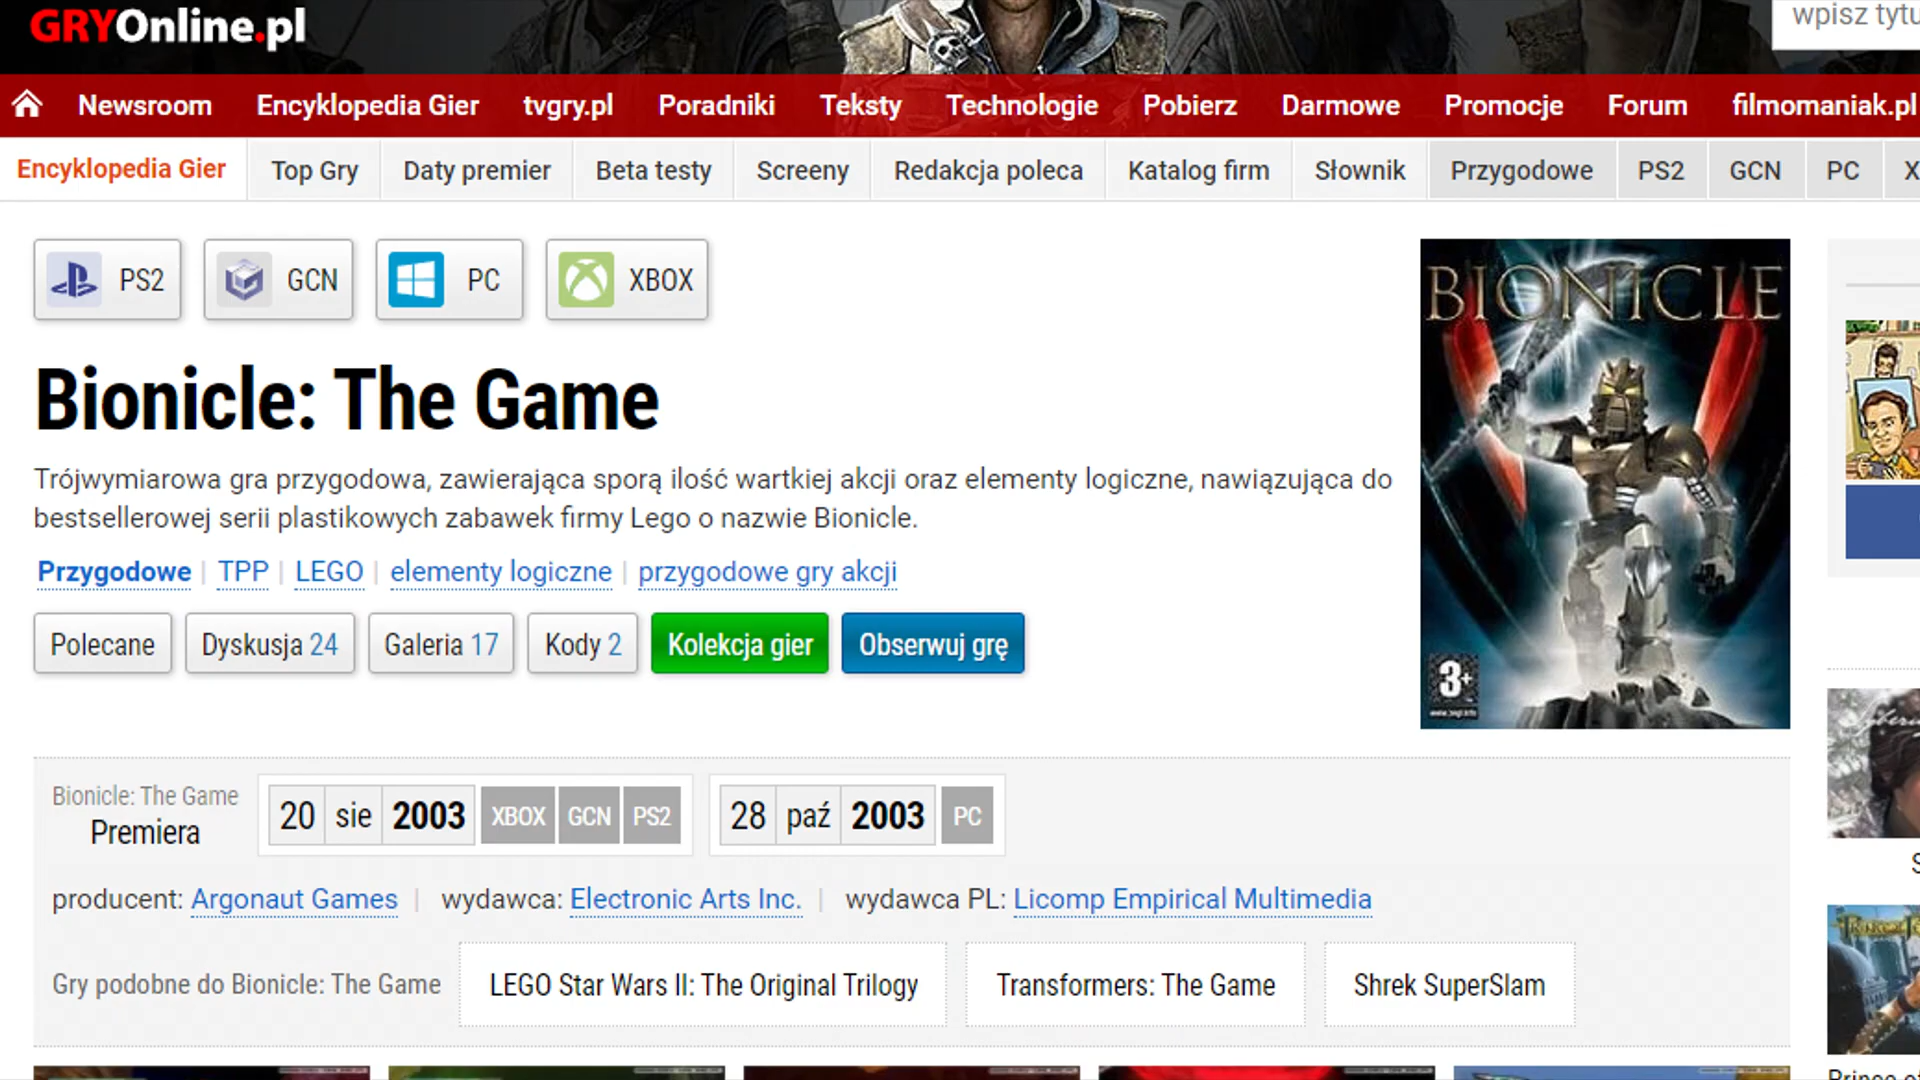 GRYOnline.pl
wpisz tytu
Newsroom Encyklopedia Gier tvgry.pl Poradniki Teksty Technologie Pobierz Darmowe Promocje Forum filmomaniak.pl
Encyklopedia Gier Top Gry Daty premier Beta testy Screeny Redakcja poleca Katalog firm Słownik Przygodowe PS2 GCN PC X
PS2 GCN PC XBOX
BIONICLE
Bionicle: The Game
Trójwymiarowa gra przygodowa, zawierająca sporą ilość wartkiej akcji oraz elementy logiczne, nawiązująca do
bestsellerowej serii plastikowych zabawek firmy Lego o nazwie Bionicle.
Przygodowe | TPP | LEGO | elementy logiczne | przygodowe gry akcji
Polecane Dyskusja 24 Galeria 17 Kody 2 Kolekcja gier Obserwuj grę
3+
Bionicle: The Game
Premiera
20 sie 2003 XBOX GCN PS2 28 paź 2003 PC
producent: Argonaut Games | wydawca: Electronic Arts Inc. | wydawca PL: Licomp Empirical Multimedia
Gry podobne do Bionicle: The Game LEGO Star Wars II: The Original Trilogy Transformers: The Game Shrek SuperSlam